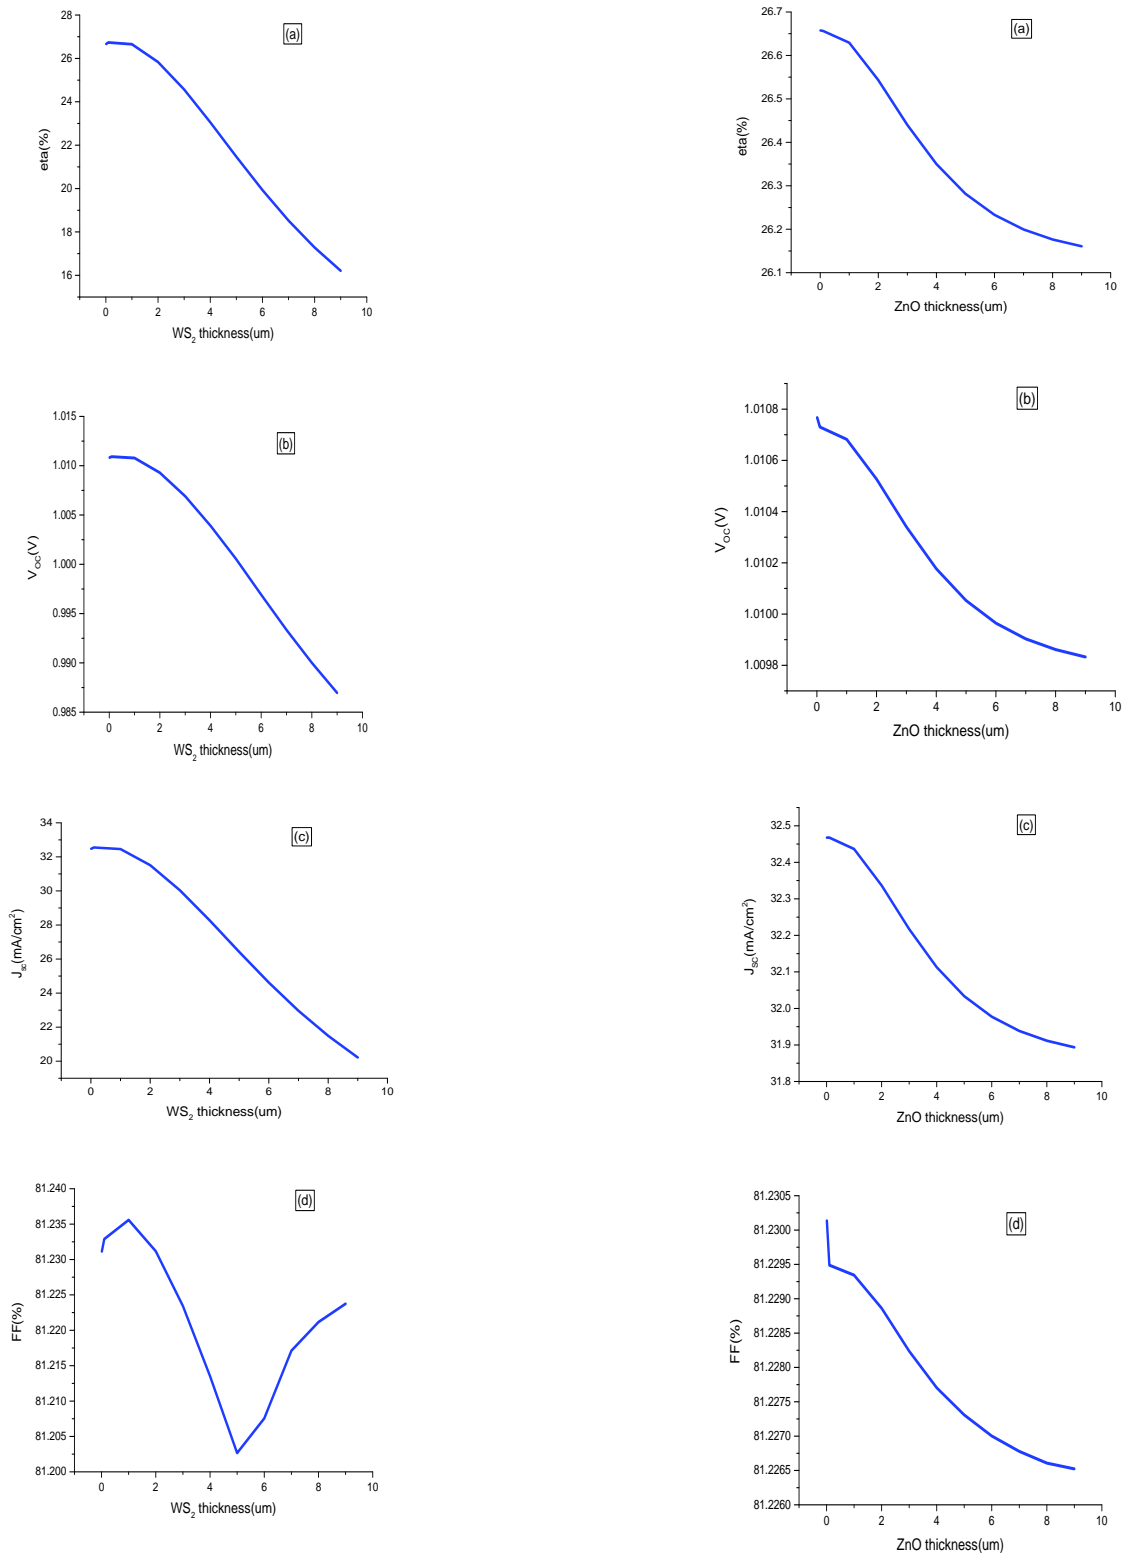 (a)
28
26
24
22
20
18
16
eta(%)
0 2 4 6 8 10
WS2 thickness(um)
(a)
26.7
26.6
26.5
26.4
26.3
26.2
26.1
eta(%)
0 2 4 6 8 10
ZnO thickness(um)
(b)
1.015
1.010
1.005
1.000
0.995
0.990
0.985
VOC(V)
0 2 4 6 8 10
WS2 thickness(um)
(b)
1.0108
1.0106
1.0104
1.0102
1.0100
1.0098
VOC(V)
0 2 4 6 8 10
ZnO thickness(um)
(c)
34
32
30
28
26
24
22
20
Jsc(mA/cm2)
0 2 4 6 8 10
WS2 thickness(um)
(c)
32.5
32.4
32.3
32.2
32.1
32.0
31.9
31.8
JSC(mA/cm2)
0 2 4 6 8 10
ZnO thickness(um)
(d)
81.240
81.235
81.230
81.225
81.220
81.215
81.210
81.205
81.200
FF(%)
0 2 4 6 8 10
WS2 thickness(um)
(d)
81.2305
81.2300
81.2295
81.2290
81.2285
81.2280
81.2275
81.2270
81.2265
81.2260
FF(%)
0 2 4 6 8 10
ZnO thickness(um)